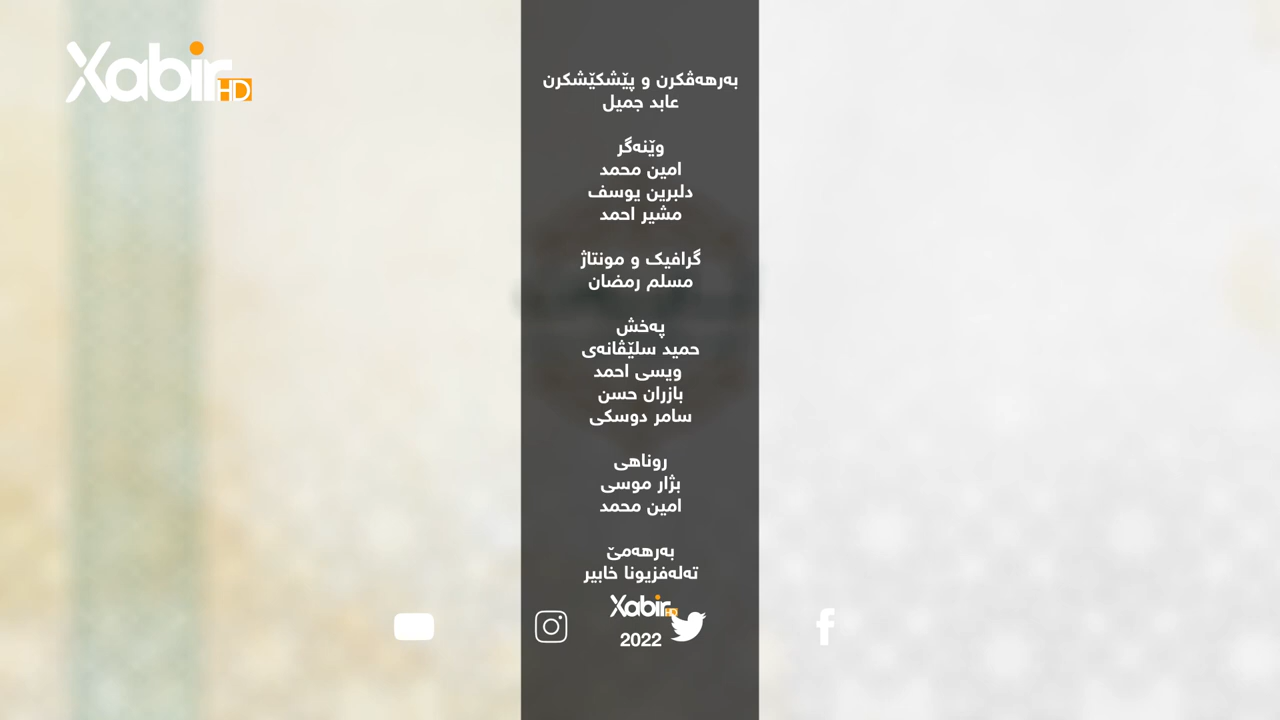 Xabir HD
بەرهەڤکرن و پێشکێشکرن
عابد جمیل
وێنەگر
امین محمد
دلبرین یوسف
مشیر احمد
گرافیک و مونتاژ
مسلم رمضان
پەخش
حمید سلێڤانەی
ویسی احمد
بازران حسن
سامر دوسکی
روناهی
بژار موسی
امین محمد
بەرهەمێ
تەلەفزیونا خابیر
Xabir HD
2022